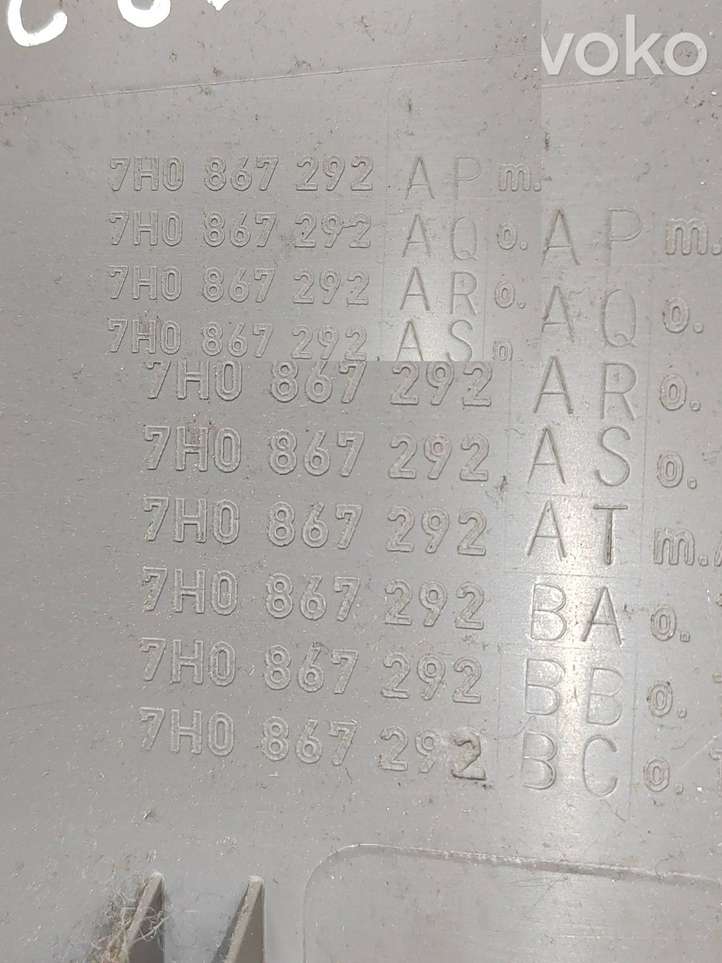 voko
7H0 867 292 AP m.
7H0 867 292 AQ o. AP m.
7H0 867 292 AR o. AQ o.
7H0 867 292 AS
7H0 867 292 AR o.
7H0 867 292 AS o.
7H0 867 292 AT m.
7H0 867 292 BA o.
7H0 867 292 BB o.
7H0 867 292 BC o.